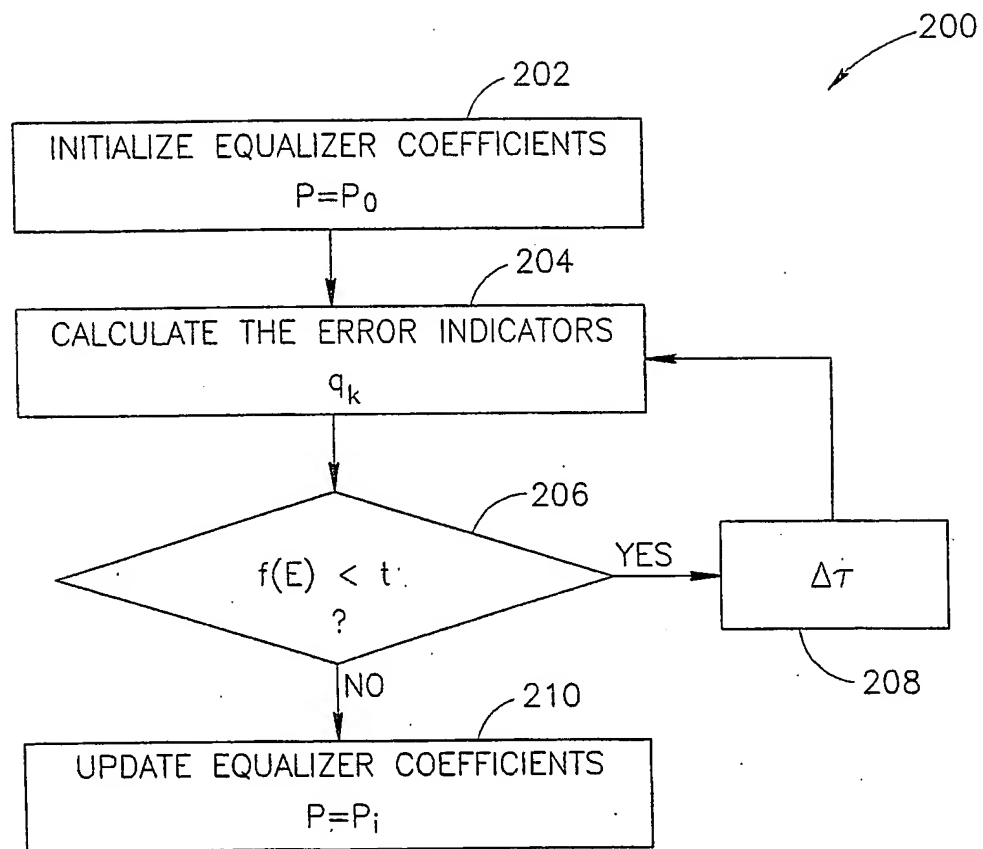 200
202
INITIALIZE EQUALIZER COEFFICIENTS
P=P₀
204
CALCULATE THE ERROR INDICATORS
qₖ
206
f(E) < t
?
YES
Δτ
208
NO
210
UPDATE EQUALIZER COEFFICIENTS
P=Pᵢ